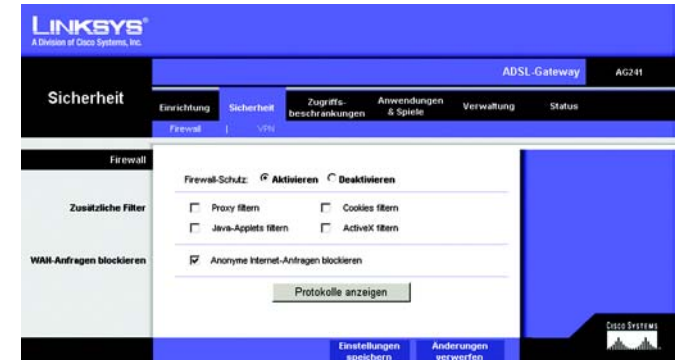 LINKSYS®
A Division of Cisco Systems, Inc.
ADSL-Gateway AG241
Sicherheit
Einrichtung Sicherheit Zugriffs-beschränkungen Anwendungen & Spiele Verwaltung Status
Firewall | VPN
Firewall
Firewall-Schutz: Aktivieren Deaktivieren
Zusätzliche Filter
Proxy filtern Cookies filtern
Java-Applets filtern ActiveX filtern
WAN-Anfragen blockieren
Anonyme Internet-Anfragen blockieren
Protokolle anzeigen
Einstellungen speichern
Änderungen verwerfen
CISCO SYSTEMS